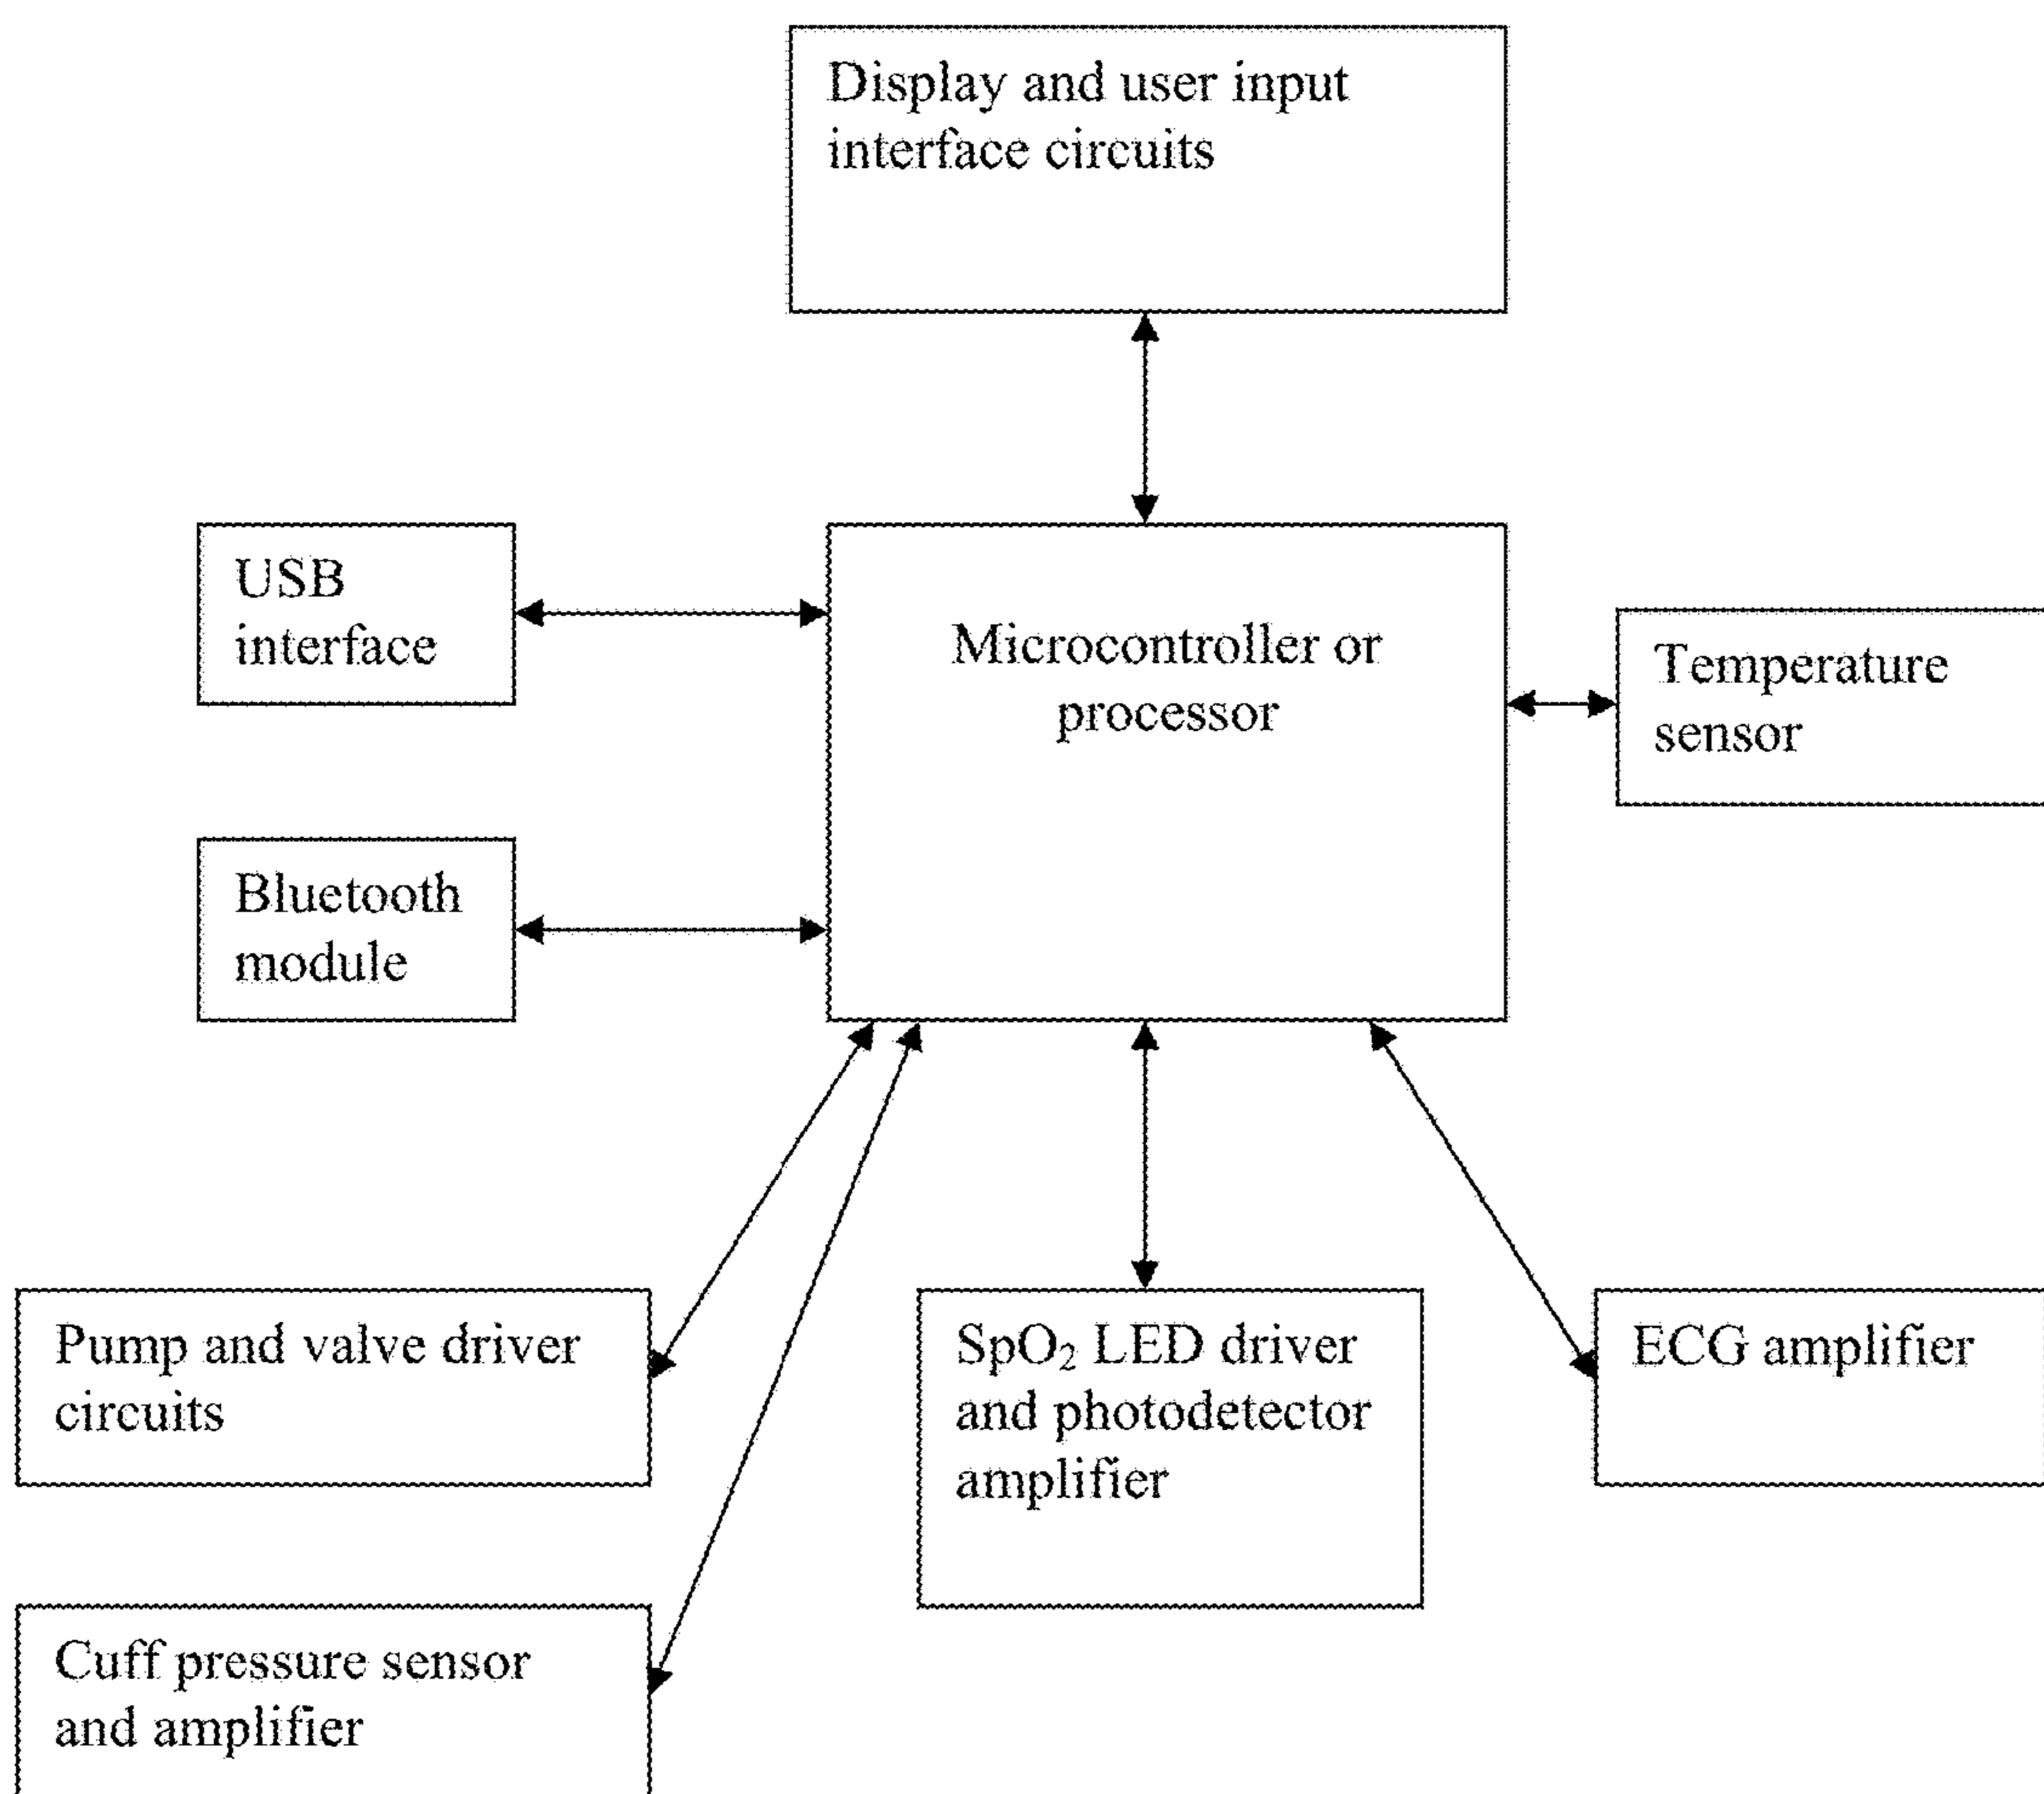 Display and user input
interface circuits
USB
interface
Microcontroller or
processor
Temperature
sensor
Bluetooth
module
Pump and valve driver
circuits
SpO₂ LED driver
and photodetector
amplifier
ECG amplifier
Cuff pressure sensor
and amplifier